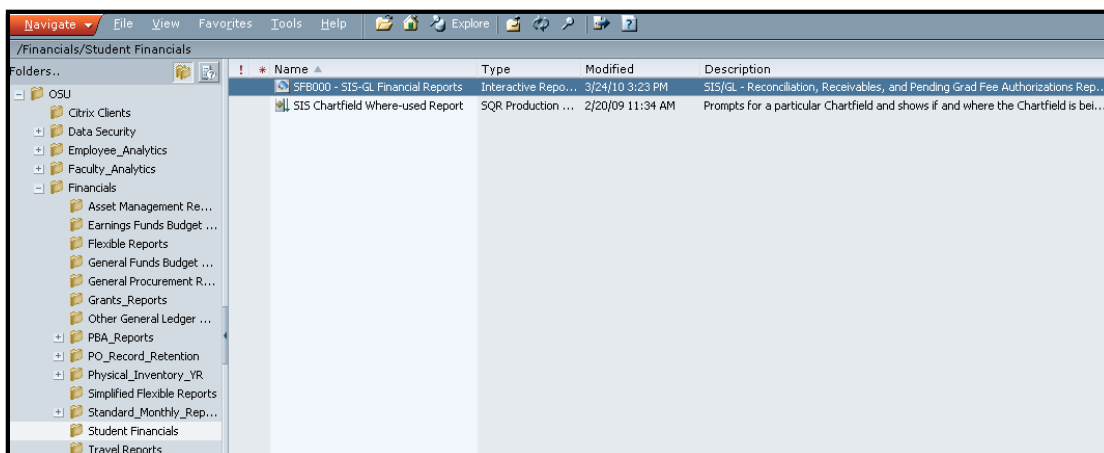 Navigate File View Favorites Tools Help Explore
/Financials/Student Financials
Folders..
! * Name Type Modified Description
SFB000 - SIS-GL Financial Reports Interactive Repo... 3/24/10 3:23 PM SIS/GL - Reconciliation, Receivables, and Pending Grad Fee Authorizations Rep...
SIS Chartfield Where-used Report SQR Production ... 2/20/09 11:34 AM Prompts for a particular Chartfield and shows if and where the Chartfield is bei...
OSU
Citrix Clients
Data Security
Employee_Analytics
Faculty_Analytics
Financials
Asset Management Re...
Earnings Funds Budget ...
Flexible Reports
General Funds Budget ...
General Procurement R...
Grants_Reports
Other General Ledger ...
PBA_Reports
PO_Record_Retention
Physical_Inventory_YR
Simplified Flexible Reports
Standard_Monthly_Rep...
Student Financials
Travel Reports